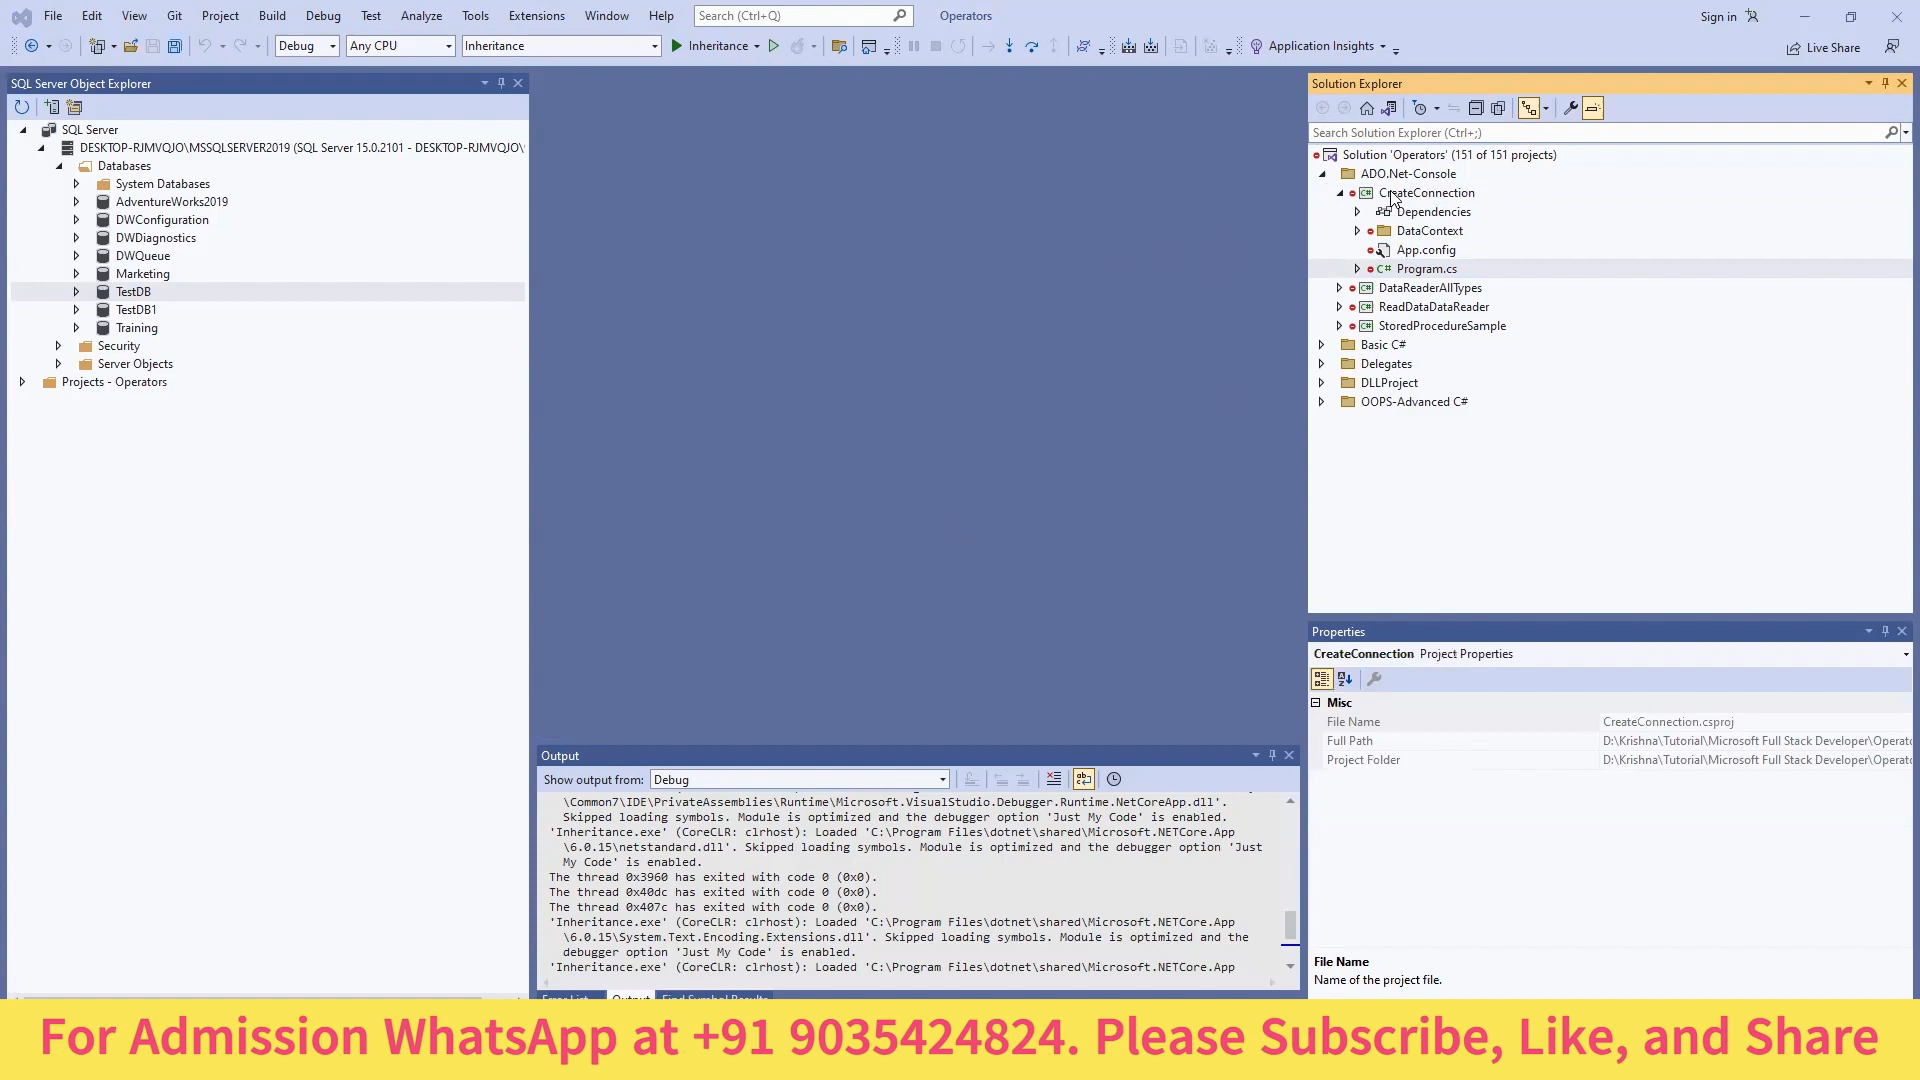 File Edit View Git Project Build Debug Test Analyze Tools Extensions Window Help Search (Ctrl+Q) Operators Sign in
Debug Any CPU Inheritance Inheritance Application Insights Live Share
SQL Server Object Explorer
SQL Server
DESKTOP-RJMVQJO\MSSQLSERVER2019 (SQL Server 15.0.2101 - DESKTOP-RJMVQJO\
Databases
System Databases
AdventureWorks2019
DWConfiguration
DWDiagnostics
DWQueue
Marketing
TestDB
TestDB1
Training
Security
Server Objects
Projects - Operators
Output
Show output from: Debug
\Common7\IDE\PrivateAssemblies\Runtime\Microsoft.VisualStudio.Debugger.Runtime.NetCoreApp.dll'.
Skipped loading symbols. Module is optimized and the debugger option 'Just My Code' is enabled.
'Inheritance.exe' (CoreCLR: clrhost): Loaded 'C:\Program Files\dotnet\shared\Microsoft.NETCore.App
\6.0.15\netstandard.dll'. Skipped loading symbols. Module is optimized and the debugger option 'Just
My Code' is enabled.
The thread 0x3960 has exited with code 0 (0x0).
The thread 0x40dc has exited with code 0 (0x0).
The thread 0x407c has exited with code 0 (0x0).
'Inheritance.exe' (CoreCLR: clrhost): Loaded 'C:\Program Files\dotnet\shared\Microsoft.NETCore.App
\6.0.15\System.Text.Encoding.Extensions.dll'. Skipped loading symbols. Module is optimized and the
debugger option 'Just My Code' is enabled.
'Inheritance.exe' (CoreCLR: clrhost): Loaded 'C:\Program Files\dotnet\shared\Microsoft.NETCore.App
Error List Output Find Symbol Results
Solution Explorer
Search Solution Explorer (Ctrl+;)
Solution 'Operators' (151 of 151 projects)
ADO.Net-Console
CreateConnection
Dependencies
DataContext
App.config
C# Program.cs
DataReaderAllTypes
ReadDataDataReader
StoredProcedureSample
Basic C#
Delegates
DLLProject
OOPS-Advanced C#
Properties
CreateConnection Project Properties
Misc
File Name CreateConnection.csproj
Full Path D:\Krishna\Tutorial\Microsoft Full Stack Developer\Operato
Project Folder D:\Krishna\Tutorial\Microsoft Full Stack Developer\Operato
File Name
Name of the project file.
For Admission WhatsApp at +91 9035424824. Please Subscribe, Like, and Share